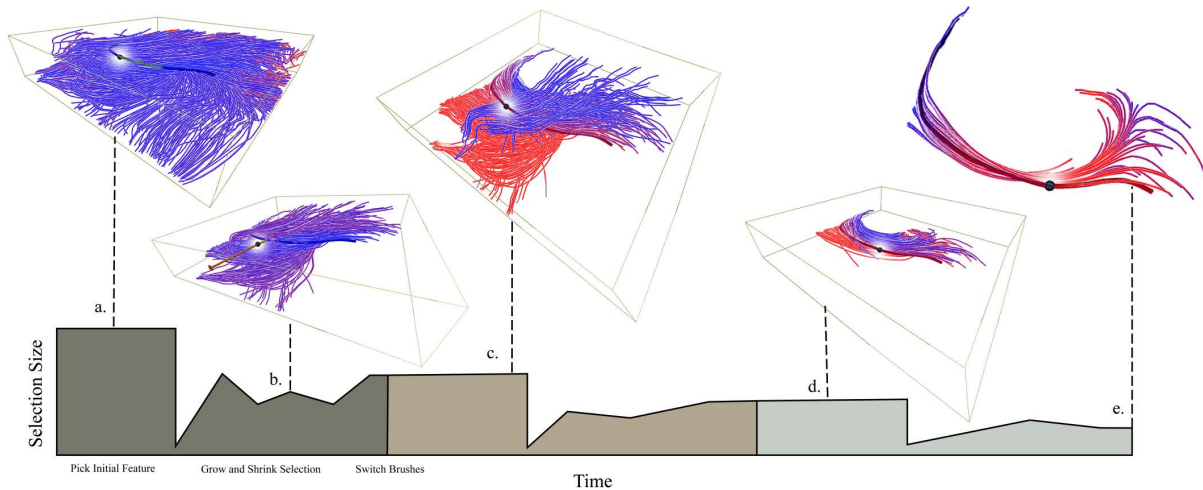 a.
b.
c.
d.
e.
Selection Size
Pick Initial Feature
Grow and Shrink Selection
Switch Brushes
Time